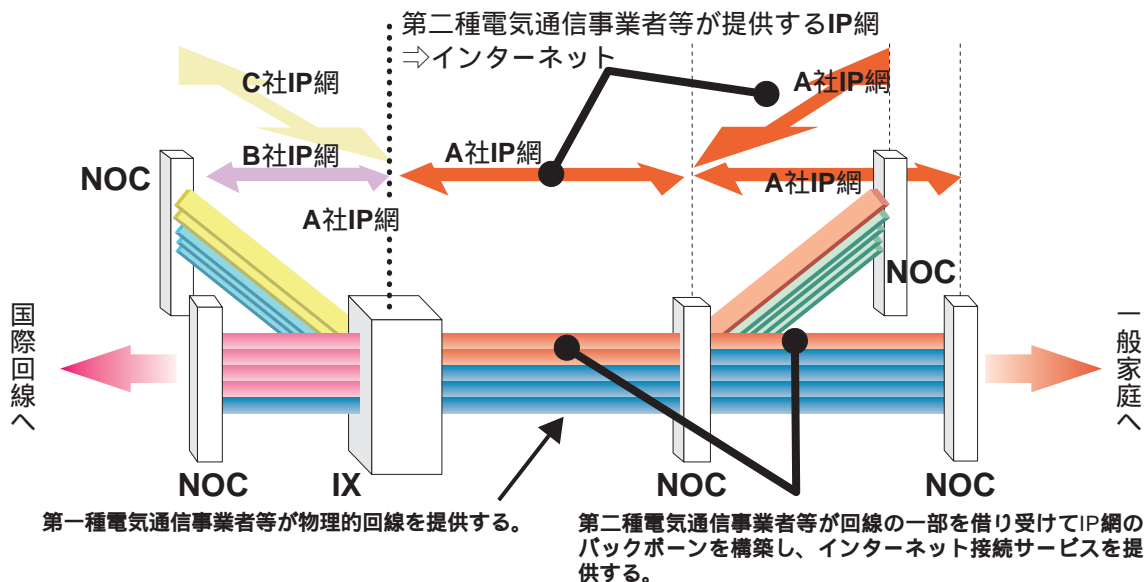 第二種電気通信事業者等が提供するIP網
⇨インターネット
C社IP網
A社IP網
B社IP網
A社IP網
A社IP網
NOC
A社IP網
NOC
国際回線へ
一般家庭へ
NOC
IX
NOC
NOC
第一種電気通信事業者等が物理的回線を提供する。
第二種電気通信事業者等が回線の一部を借り受けてIP網の
バックボーンを構築し、インターネット接続サービスを提
供する。